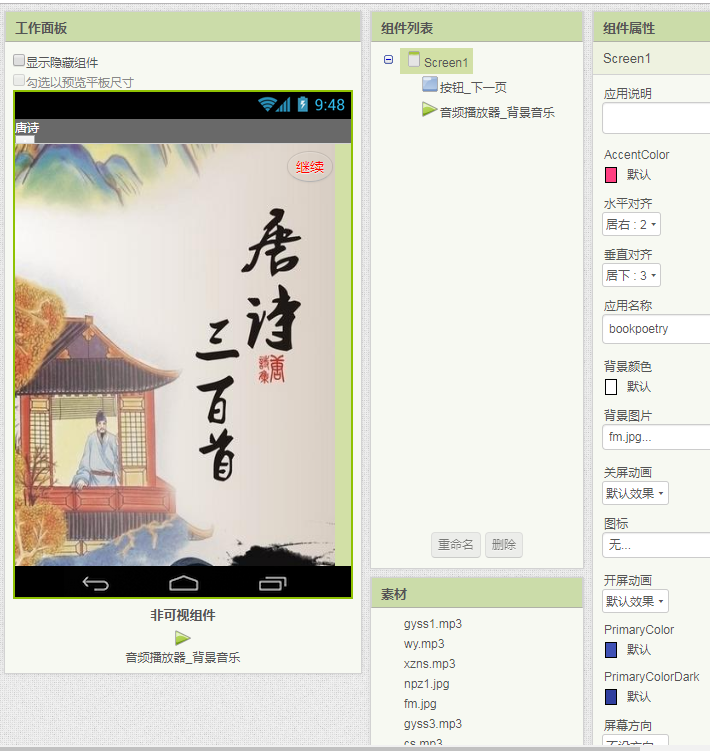 工作面板
显示隐藏组件
勾选以预览平板尺寸
9:48
唐诗
继续
唐诗
三百首
非可视组件
音频播放器_背景音乐
组件列表
Screen1
按钮_下一页
音频播放器_背景音乐
重命名 删除
素材
gyss1.mp3
wy.mp3
xzns.mp3
npz1.jpg
fm.jpg
gyss3.mp3
cs.mp3
组件属性
Screen1
应用说明
AccentColor
默认
水平对齐
居右 : 2
垂直对齐
居下 : 3
应用名称
bookpoetry
背景颜色
默认
背景图片
fm.jpg...
关屏动画
默认效果
图标
无...
开屏动画
默认效果
PrimaryColor
默认
PrimaryColorDark
默认
屏幕方向